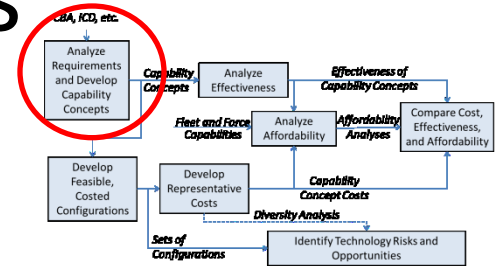 S
CBA, ICD, etc.
Analyze
Requirements
and Develop
Capability
Concepts
Capability
Concepts
Analyze
Effectiveness
Effectiveness of
Capability Concepts
Fleet and Force
Capabilities
Analyze
Affordability
Affordability
Analyses
Compare Cost,
Effectiveness,
and Affordability
Develop
Feasible,
Costed
Configurations
Develop
Representative
Costs
Capability
Concept Costs
Diversity Analysis
Sets of
Configurations
Identify Technology Risks and
Opportunities